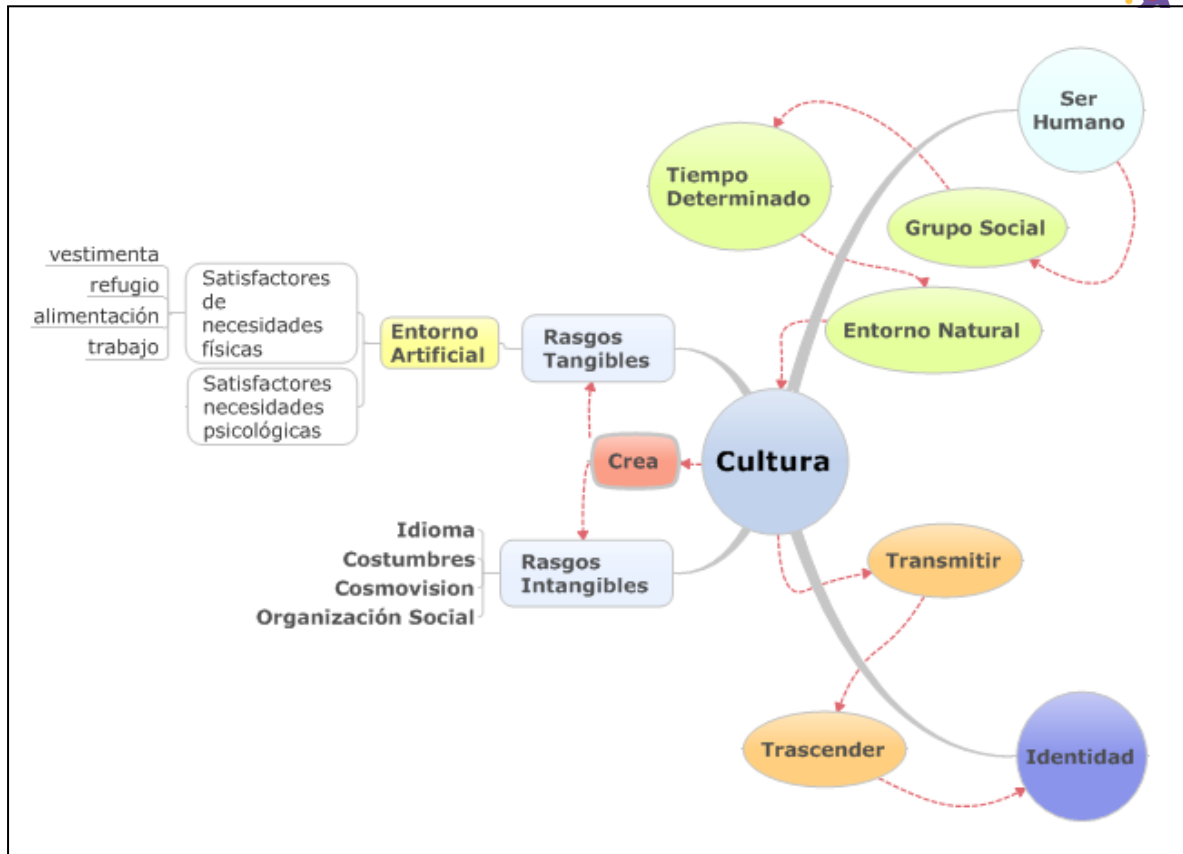 Ser
Humano
Tiempo
Determinado
Grupo Social
Entorno Natural
vestimenta
refugio
alimentación
trabajo
Satisfactores
de
necesidades
físicas
Satisfactores
necesidades
psicológicas
Entorno
Artificial
Rasgos
Tangibles
Crea
Cultura
Idioma
Costumbres
Cosmovision
Organización Social
Rasgos
Intangibles
Transmitir
Trascender
Identidad